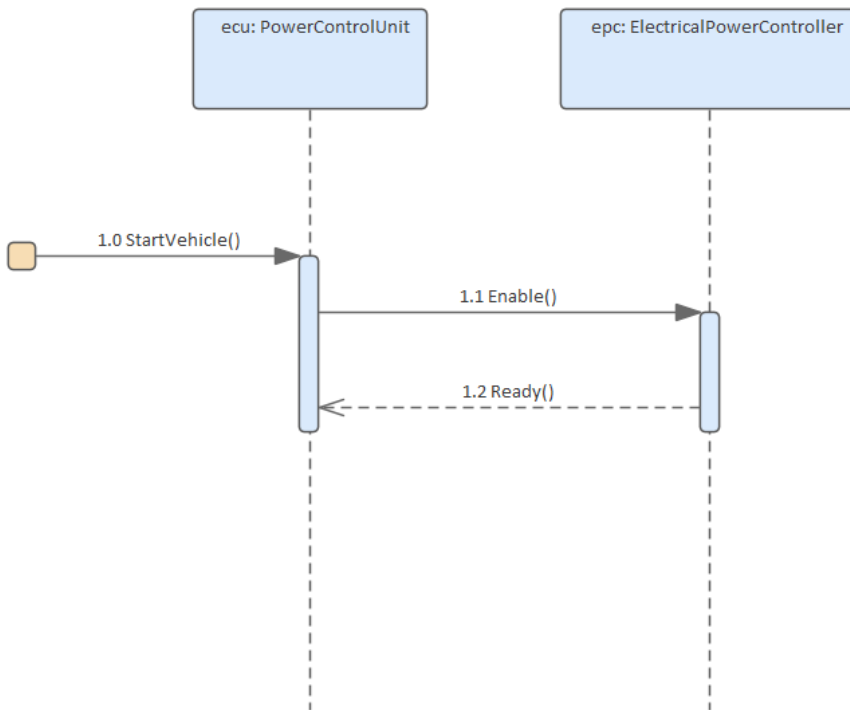 ecu: PowerControlUnit
epc: ElectricalPowerController
1.0 StartVehicle()
1.1 Enable()
1.2 Ready()